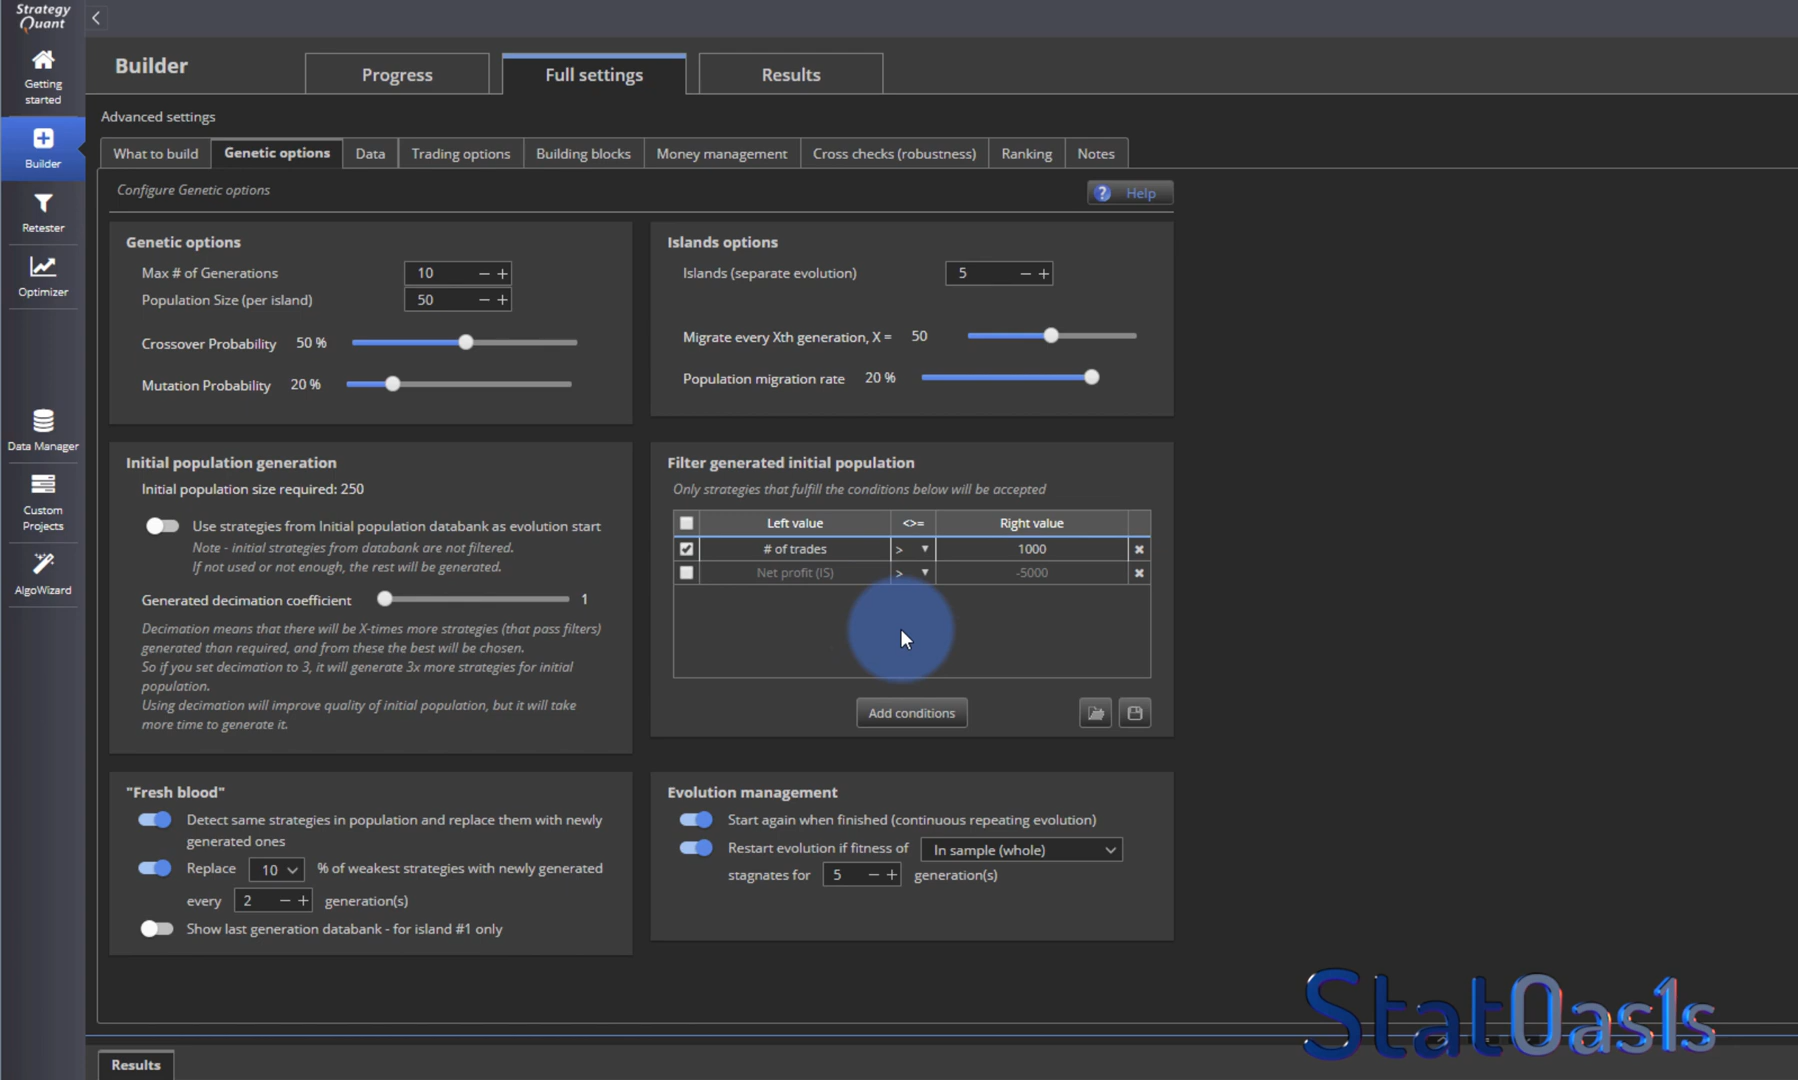 Strategy
Quant
Getting
started
Builder
Retester
Optimizer
Data Manager
Custom
Projects
AlgoWizard
Builder
Progress
Full settings
Results
Advanced settings
What to build
Genetic options
Data
Trading options
Building blocks
Money management
Cross checks (robustness)
Ranking
Notes
Configure Genetic options
? Help
Genetic options
Max # of Generations 10 − +
Population Size (per island) 50 − +
Crossover Probability 50 %
Mutation Probability 20 %
Islands options
Islands (separate evolution) 5 − +
Migrate every Xth generation, X = 50
Population migration rate 20 %
Initial population generation
Initial population size required: 250
Use strategies from Initial population databank as evolution start
Note - initial strategies from databank are not filtered.
If not used or not enough, the rest will be generated.
Generated decimation coefficient 1
Decimation means that there will be X-times more strategies (that pass filters)
generated than required, and from these the best will be chosen.
So if you set decimation to 3, it will generate 3x more strategies for initial
population.
Using decimation will improve quality of initial population, but it will take
more time to generate it.
Filter generated initial population
Only strategies that fulfill the conditions below will be accepted
Left value <>= Right value
# of trades > 1000
Net profit (IS) > -5000
Add conditions
"Fresh blood"
Detect same strategies in population and replace them with newly
generated ones
Replace 10 % of weakest strategies with newly generated
every 2 − + generation(s)
Show last generation databank - for island #1 only
Evolution management
Start again when finished (continuous repeating evolution)
Restart evolution if fitness of In sample (whole)
stagnates for 5 − + generation(s)
StatOas1s
Results